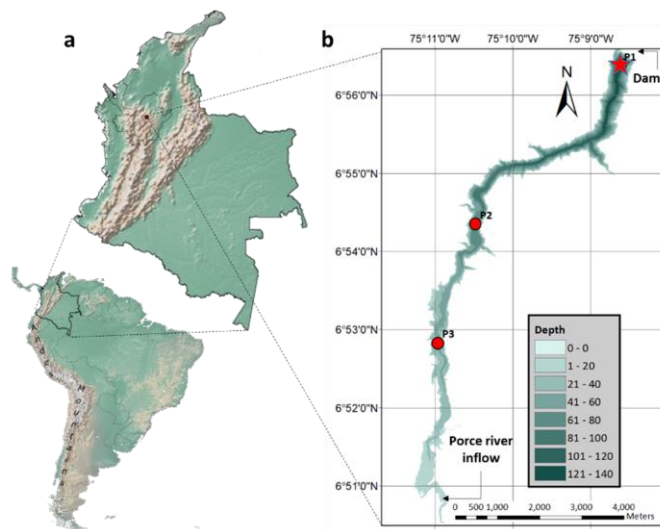 a
b
75°11'0"W 75°10'0"W 75°9'0"W
P1
Dam
N
6°56'0"N
6°55'0"N
P2
6°54'0"N
6°53'0"N
P3
6°52'0"N
6°51'0"N
Depth
0 - 0
1 - 20
21 - 40
41 - 60
61 - 80
81 - 100
101 - 120
121 - 140
Porce river
inflow
0 500 1,000 2,000 3,000 4,000
Meters
Andes Mountains